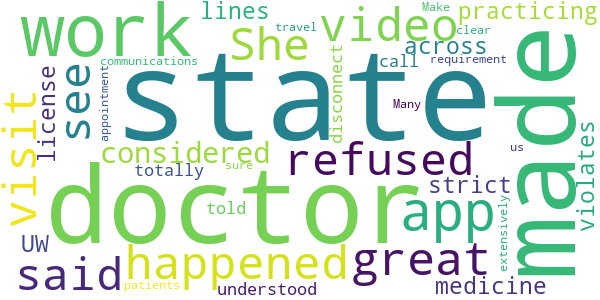 Make
lines travel practicing
work She video clear
communications across
see state call requirement
appointment disconnect Many made
visit license considered refused us
totally strict violates
doctor app
told sure
UW happened great extensively
said patients understood medicine